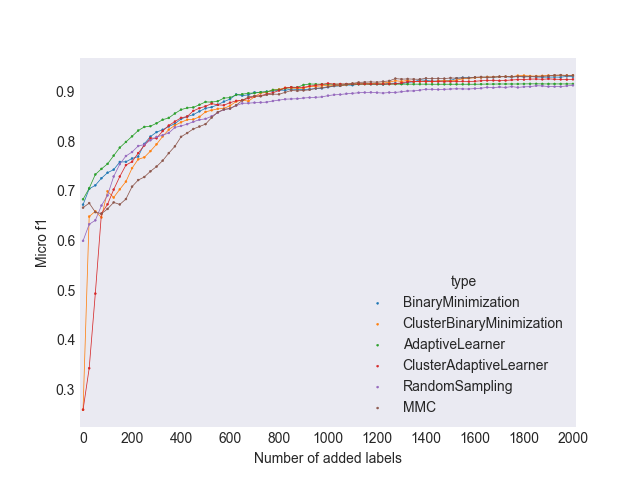 0.9
0.8
0.7
0.6
0.5
0.4
0.3
Micro f1
type
BinaryMinimization
ClusterBinaryMinimization
AdaptiveLearner
ClusterAdaptiveLearner
RandomSampling
MMC
0 200 400 600 800 1000 1200 1400 1600 1800 2000
Number of added labels